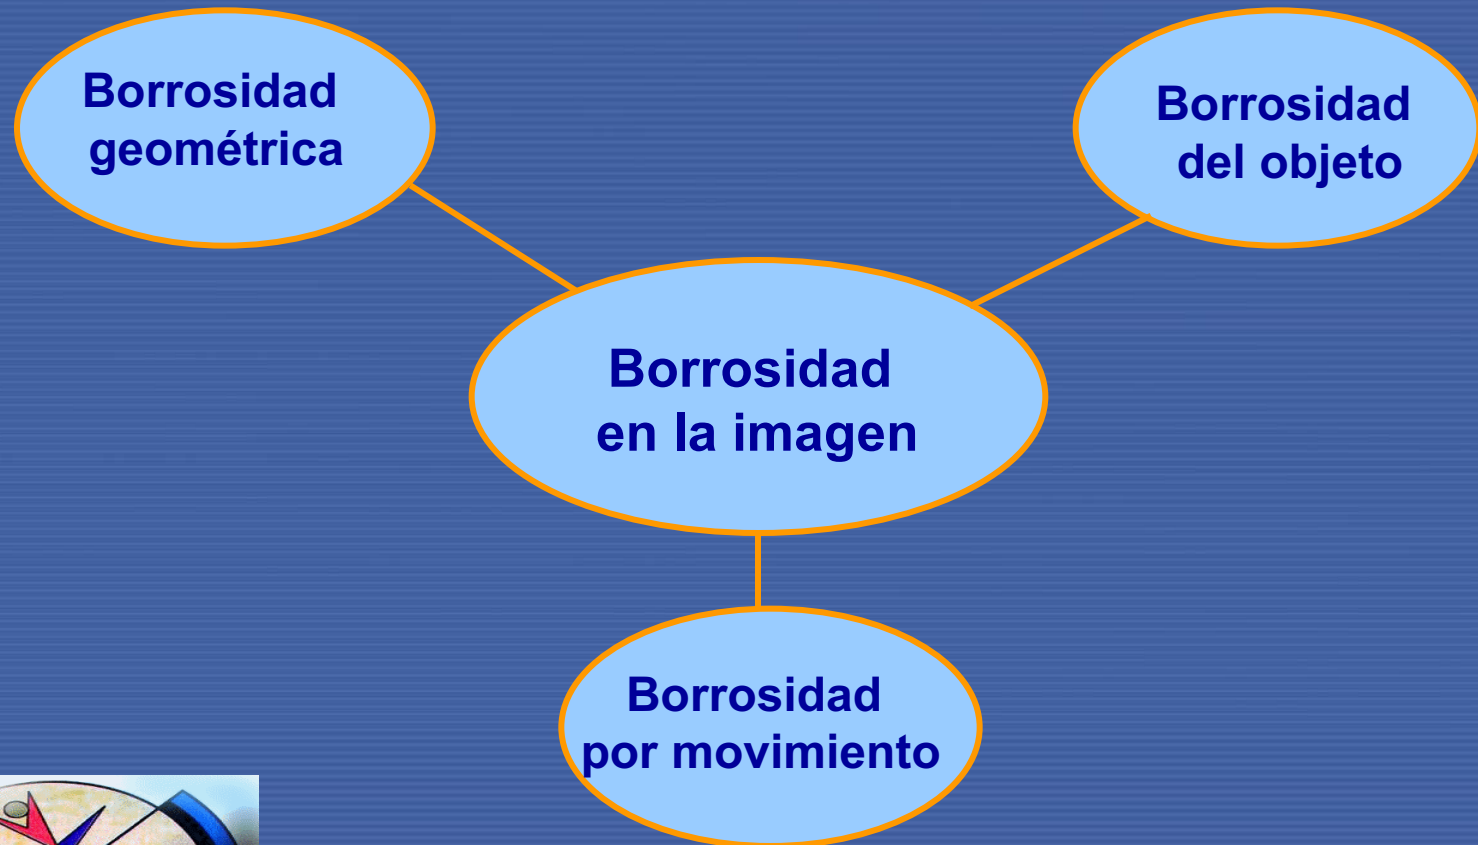 Borrosidad
geométrica
Borrosidad
del objeto
Borrosidad
en la imagen
Borrosidad
por movimiento